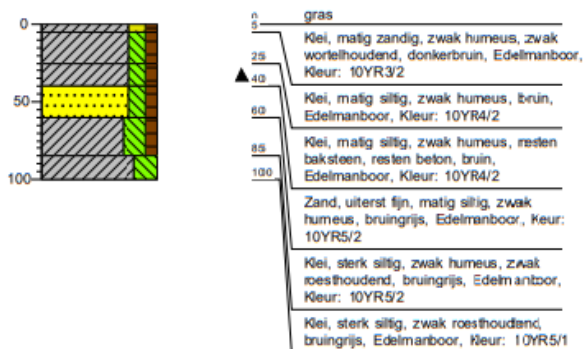 0
50
100
0
5
25
40
60
85
100
gras
Klei, matig zandig, zwak humeus, zwak
wortelhoudend, donkerbruin, Edelmanboor,
Kleur: 10YR3/2
Klei, matig siltig, zwak humeus, bruin,
Edelmanboor, Kleur: 10YR4/2
Klei, matig siltig, zwak humeus, resten
baksteen, resten beton, bruin,
Edelmanboor, Kleur: 10YR4/2
Zand, uiterst fijn, matig siltig, zwak
humeus, bruingrijs, Edelmanboor, Keur:
10YR5/2
Klei, sterk siltig, zwak humeus, zwak
roesthoudend, bruingrijs, Edelmanboor,
Kleur: 10YR5/2
Klei, sterk siltig, zwak roesthoudend,
bruingrijs, Edelmanboor, Kleur: 10YR5/1